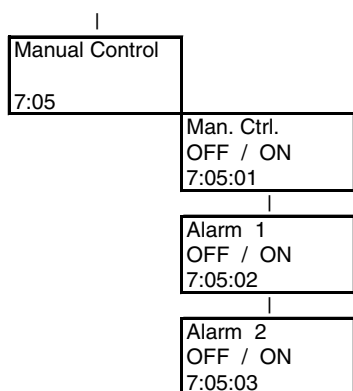 Manual Control
7:05
Man. Ctrl.
OFF / ON
7:05:01
Alarm 1
OFF / ON
7:05:02
Alarm 2
OFF / ON
7:05:03